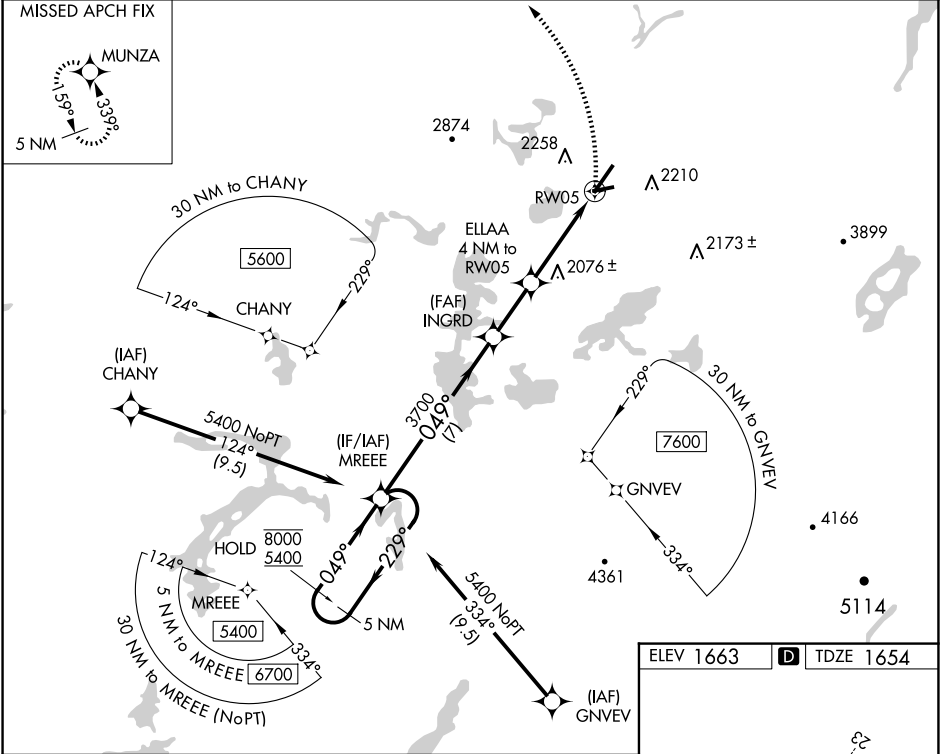 MISSED APCH FIX
MUNZA
159°
339°
5 NM
2874
2258
2210
RW05
30 NM to CHANY
5600
229°
124°
CHANY
ELLAA
4 NM to
RW05
2076 ±
2173 ±
3899
(FAF)
INGRD
(IAF)
CHANY
5400 NoPT
124°
(9.5)
3700
049°
(7)
(IF/IAF)
MREEE
229°
30 NM to GNVEV
7600
GNVEV
334°
4166
4361
5114
HOLD
8000
5400
049°
229°
5 NM
124°
MREEE
5400
334°
5 NM to MREEE
6700
30 NM to MREEE (NoPT)
5400 NoPT
334°
(9.5)
(IAF)
GNVEV
ELEV 1663 D TDZE 1654
23